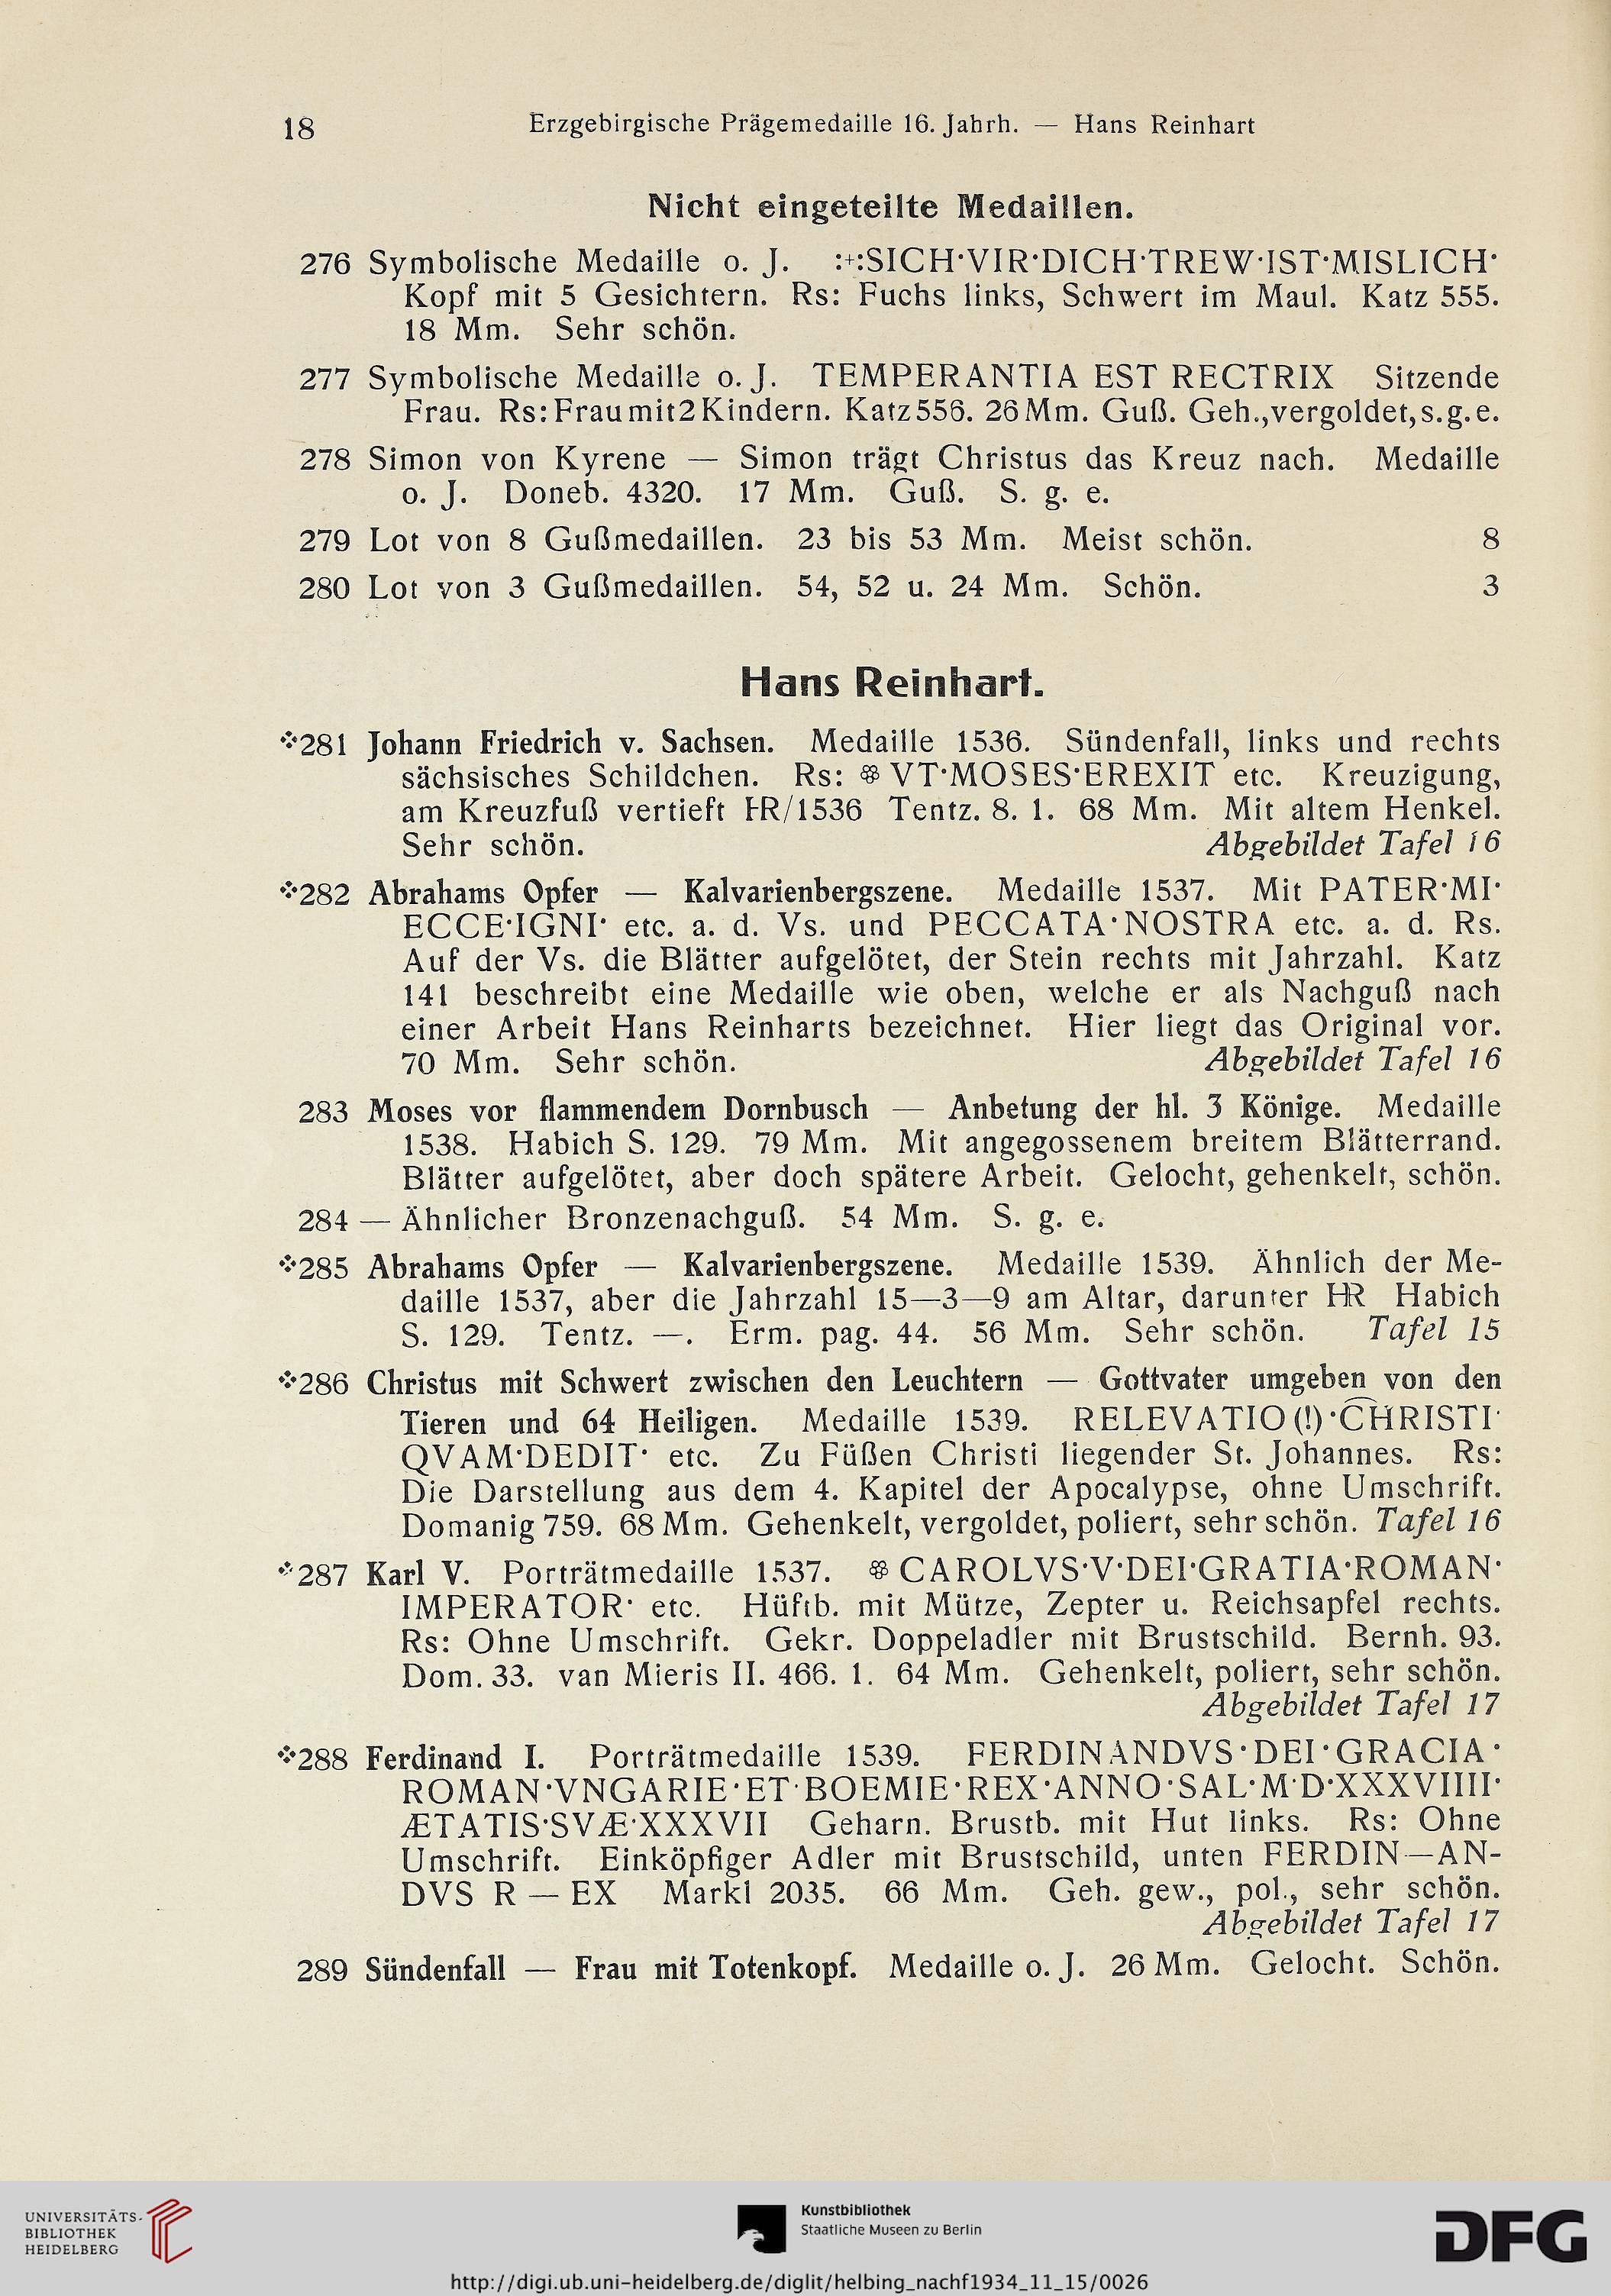 18 Erzgebirgische Prägemedaille 16. Jahrh. — Hans Reinhart
Nicht eingeteilte Medaillen.
276 Symbolische Medaille o. J. :+:SICH·VIR·DICH·TREW·IST·MISLICH·
Kopf mit 5 Gesichtern. Rs: Fuchs links, Schwert im Maul. Katz 555.
18 Mm. Sehr schön.
277 Symbolische Medaille o. J. TEMPERANTIA EST RECTRIX Sitzende
Frau. Rs: Frau mit 2 Kindern. Katz 556. 26 Mm. Guß. Geh., vergoldet, s. g. e.
278 Simon von Kyrene — Simon trägt Christus das Kreuz nach. Medaille
o. J. Doneb. 4320. 17 Mm. Guß. S. g. e.
279 Lot von 8 Gußmedaillen. 23 bis 53 Mm. Meist schön. 8
280 Lot von 3 Gußmedaillen. 54, 52 u. 24 Mm. Schön. 3
Hans Reinhart.
281 Johann Friedrich v. Sachsen. Medaille 1536. Sündenfall, links und rechts
sächsisches Schildchen. Rs: ❀ VT·MOSES·EREXIT etc. Kreuzigung,
am Kreuzfuß vertieft HR/1536 Tentz. 8. 1. 68 Mm. Mit altem Henkel.
Sehr schön. Abgebildet Tafel 16
282 Abrahams Opfer — Kalvarienbergszene. Medaille 1537. Mit PATER·MI·
ECCE·IGNI· etc. a. d. Vs. und PECCATA·NOSTRA etc. a. d. Rs.
Auf der Vs. die Blätter aufgelötet, der Stein rechts mit Jahrzahl. Katz
141 beschreibt eine Medaille wie oben, welche er als Nachguß nach
einer Arbeit Hans Reinharts bezeichnet. Hier liegt das Original vor.
70 Mm. Sehr schön. Abgebildet Tafel 16
283 Moses vor flammendem Dornbusch — Anbetung der hl. 3 Könige. Medaille
1538. Habich S. 129. 79 Mm. Mit angegossenem breitem Blätterrand.
Blätter aufgelötet, aber doch spätere Arbeit. Gelocht, gehenkelt, schön.
284 — Ähnlicher Bronzenachguß. 54 Mm. S. g. e.
285 Abrahams Opfer — Kalvarienbergszene. Medaille 1539. Ähnlich der Me-
daille 1537, aber die Jahrzahl 15—3—9 am Altar, darunter HR Habich
S. 129. Tentz. —. Erm. pag. 44. 56 Mm. Sehr schön. Tafel 15
286 Christus mit Schwert zwischen den Leuchtern — Gottvater umgeben von den
Tieren und 64 Heiligen. Medaille 1539. RELEVATIO (!)·CHRISTI·
QVAM·DEDIT· etc. Zu Füßen Christi liegender St. Johannes. Rs:
Die Darstellung aus dem 4. Kapitel der Apocalypse, ohne Umschrift.
Domanig 759. 68 Mm. Gehenkelt, vergoldet, poliert, sehr schön. Tafel 16
287 Karl V. Porträtmedaille 1537. ❀ CAROLVS·V·DEI·GRATIA·ROMAN·
IMPERATOR· etc. Hüftb. mit Mütze, Zepter u. Reichsapfel rechts.
Rs: Ohne Umschrift. Gekr. Doppeladler mit Brustschild. Bernh. 93.
Dom. 33. van Mieris II. 466. 1. 64 Mm. Gehenkelt, poliert, sehr schön.
Abgebildet Tafel 17
288 Ferdinand I. Porträtmedaille 1539. FERDINANDVS·DEI·GRACIA·
ROMAN·VNGARIE·ET·BOEMIE·REX·ANNO·SAL·M·D·XXXVIIII·
ÆTATIS·SVÆ·XXXVII Geharn. Brustb. mit Hut links. Rs: Ohne
Umschrift. Einköpfiger Adler mit Brustschild, unten FERDIN—AN-
DVS R — EX Markl 2035. 66 Mm. Geh. gew., pol., sehr schön.
Abgebildet Tafel 17
289 Sündenfall — Frau mit Totenkopf. Medaille o. J. 26 Mm. Gelocht. Schön.
UNIVERSITÄTS-
BIBLIOTHEK
HEIDELBERG
Kunstbibliothek
Staatliche Museen zu Berlin
DFG
http://digi.ub.uni-heidelberg.de/diglit/helbing_nachf1934_11_15/0026